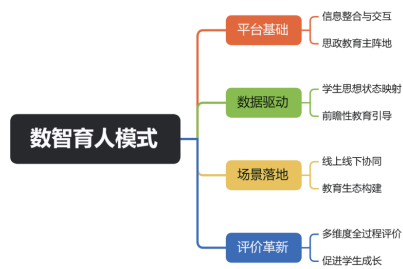 数智育人模式
平台基础
信息整合与交互
思政教育主阵地
数据驱动
学生思想状态映射
前瞻性教育引导
场景落地
线上线下协同
教育生态构建
评价革新
多维度全过程评价
促进学生成长